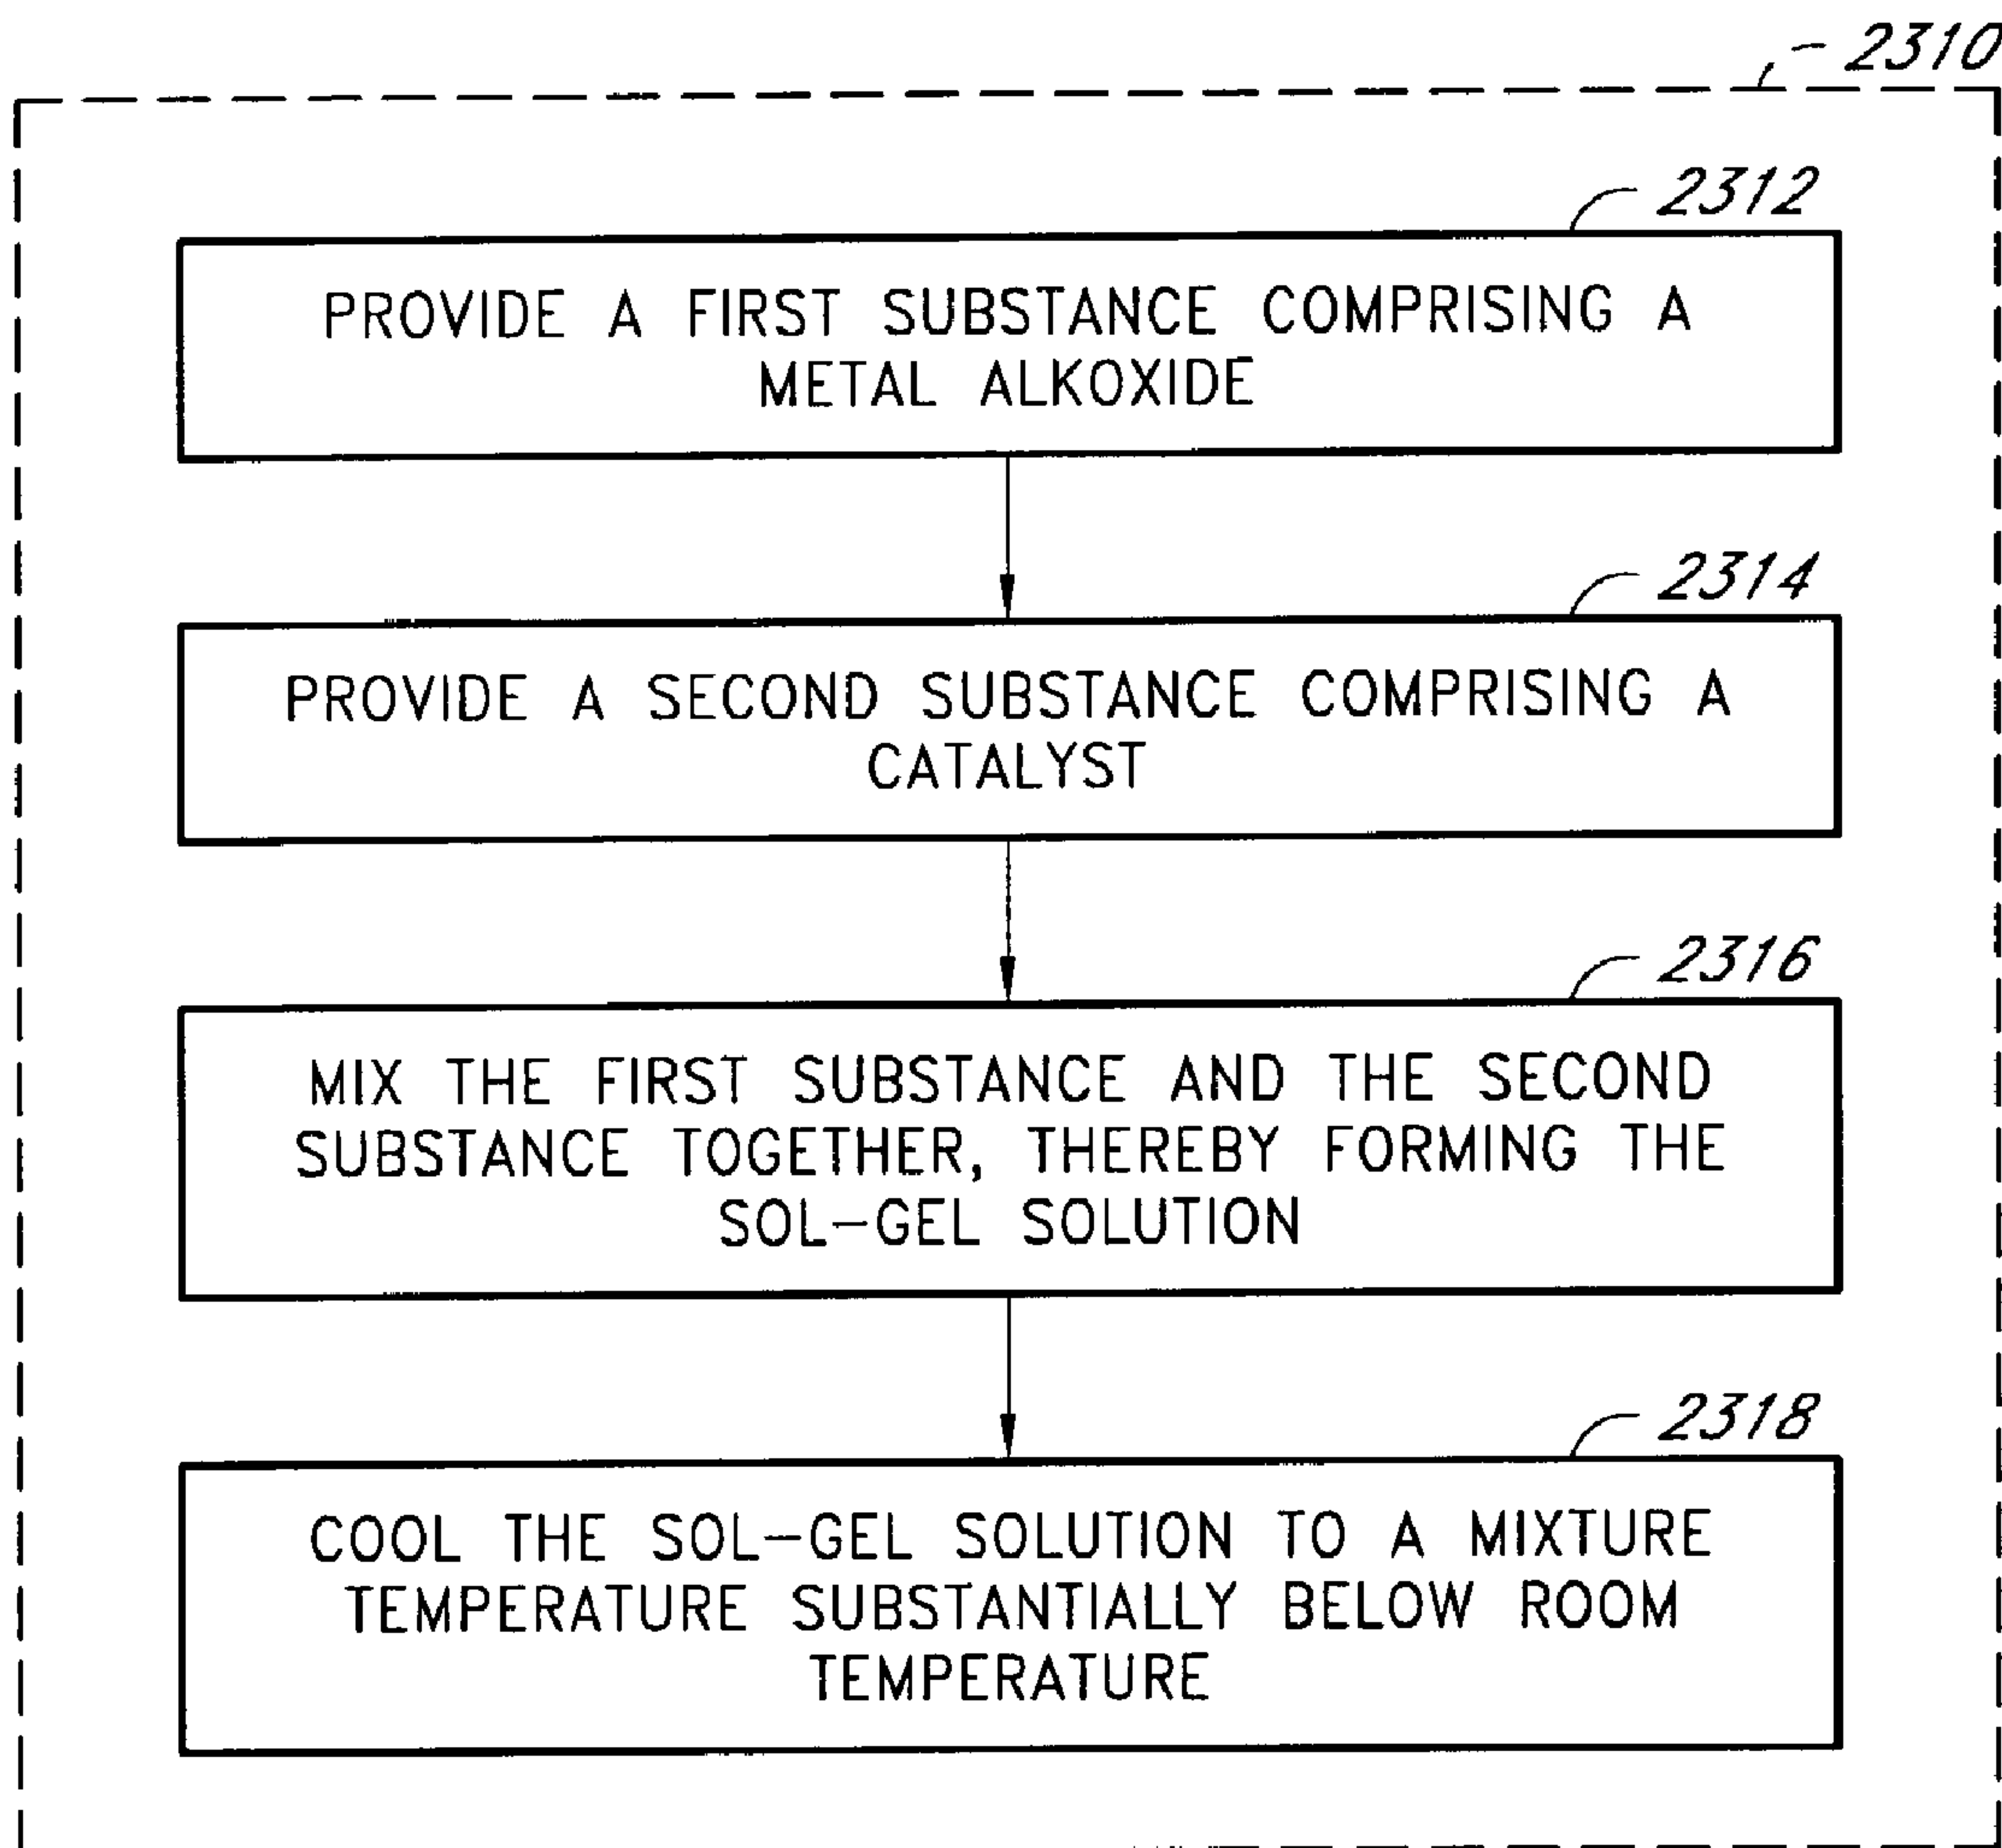 2310
2312
PROVIDE A FIRST SUBSTANCE COMPRISING A
METAL ALKOXIDE
2314
PROVIDE A SECOND SUBSTANCE COMPRISING A
CATALYST
2316
MIX THE FIRST SUBSTANCE AND THE SECOND
SUBSTANCE TOGETHER, THEREBY FORMING THE
SOL-GEL SOLUTION
2318
COOL THE SOL-GEL SOLUTION TO A MIXTURE
TEMPERATURE SUBSTANTIALLY BELOW ROOM
TEMPERATURE